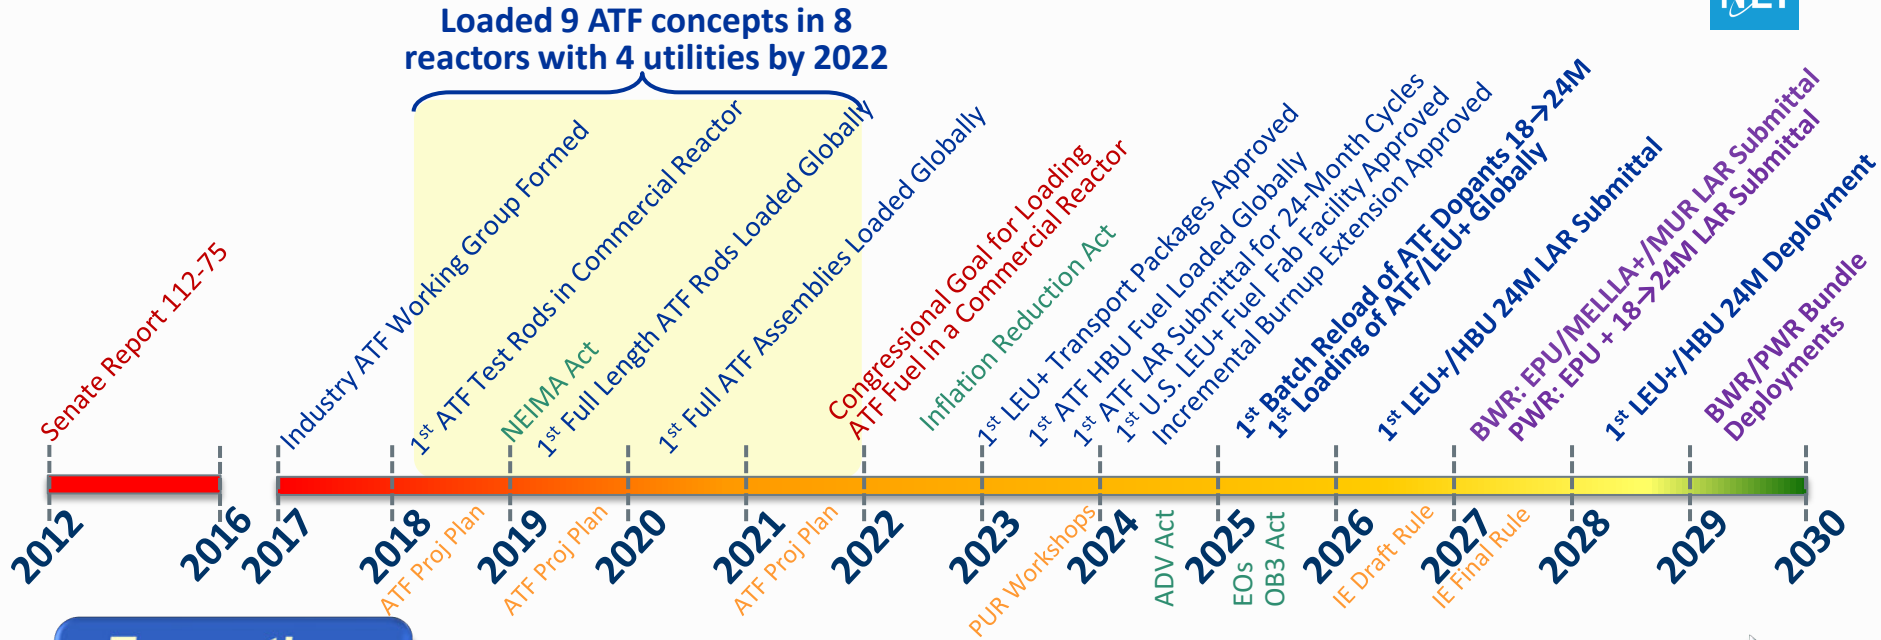 Loaded 9 ATF concepts in 8
reactors with 4 utilities by 2022
NEI
Senate Report 112-75
Industry ATF Working Group Formed
1st ATF Test Rods in Commercial Reactor
NEIMA Act
1st Full Length ATF Rods Loaded Globally
1st Full ATF Assemblies Loaded Globally
Congressional Goal for Loading
ATF Fuel in a Commercial Reactor
Inflation Reduction Act
1st LEU+ Transport Packages Approved
1st ATF HBU Fuel Loaded Globally
1st ATF LAR Submittal for 24-Month Cycles
1st U.S. LEU+ Fuel Fab Facility Approved
Incremental Burnup Extension Approved
1st Batch Reload of ATF Dopants 18→24M
1st Loading of ATF/LEU+ Globally
1st LEU+/HBU 24M LAR Submittal
BWR: EPU/MELLLA+/MUR LAR Submittal
PWR: EPU + 18→24M LAR Submittal
1st LEU+/HBU 24M Deployment
BWR/PWR Bundle
Deployments
2012
2016
2017
2018
2019
2020
2021
2022
2023
2024
2025
2026
2027
2028
2029
2030
ATF Proj Plan
ATF Proj Plan
ATF Proj Plan
PUR Workshops
ADV Act
EOs
OB3 Act
IE Draft Rule
IE Final Rule